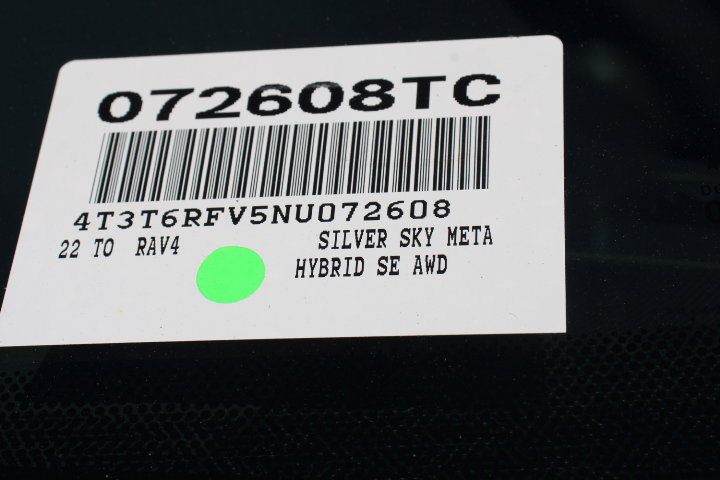 072608TC
4T3T6RFV5NU072608
22 TO RAV4 SILVER SKY META
HYBRID SE AWD